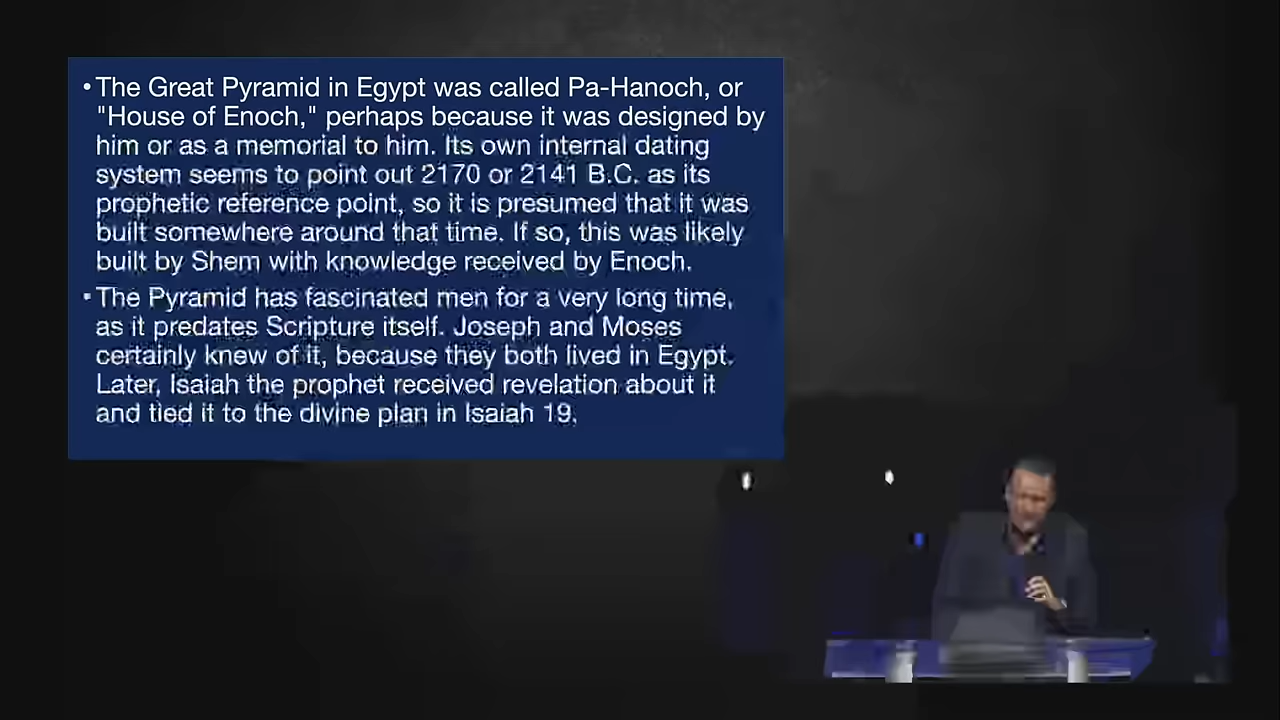 •The Great Pyramid in Egypt was called Pa-Hanoch, or
"House of Enoch," perhaps because it was designed by
him or as a memorial to him. Its own internal dating
system seems to point out 2170 or 2141 B.C. as its
prophetic reference point, so it is presumed that it was
built somewhere around that time. If so, this was likely
built by Shem with knowledge received by Enoch.
•The Pyramid has fascinated men for a very long time,
as it predates Scripture itself. Joseph and Moses
certainly knew of it, because they both lived in Egypt.
Later, Isaiah the prophet received revelation about it
and tied it to the divine plan in Isaiah 19.